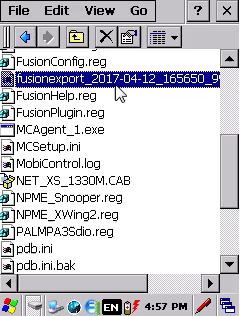 File Edit View Go
FusionConfig.reg
fusionexport_2017-04-12_165650_9
FusionHelp.reg
FusionPlugin.reg
MCAgent_1.exe
MCSetup.ini
MobiControl.log
NET_XS_1330M.CAB
NPME_Snooper.reg
NPME_XWing2.reg
PALMPA3Sdio.reg
pdb.ini
pdb.ini.bak
EN 4:57 PM